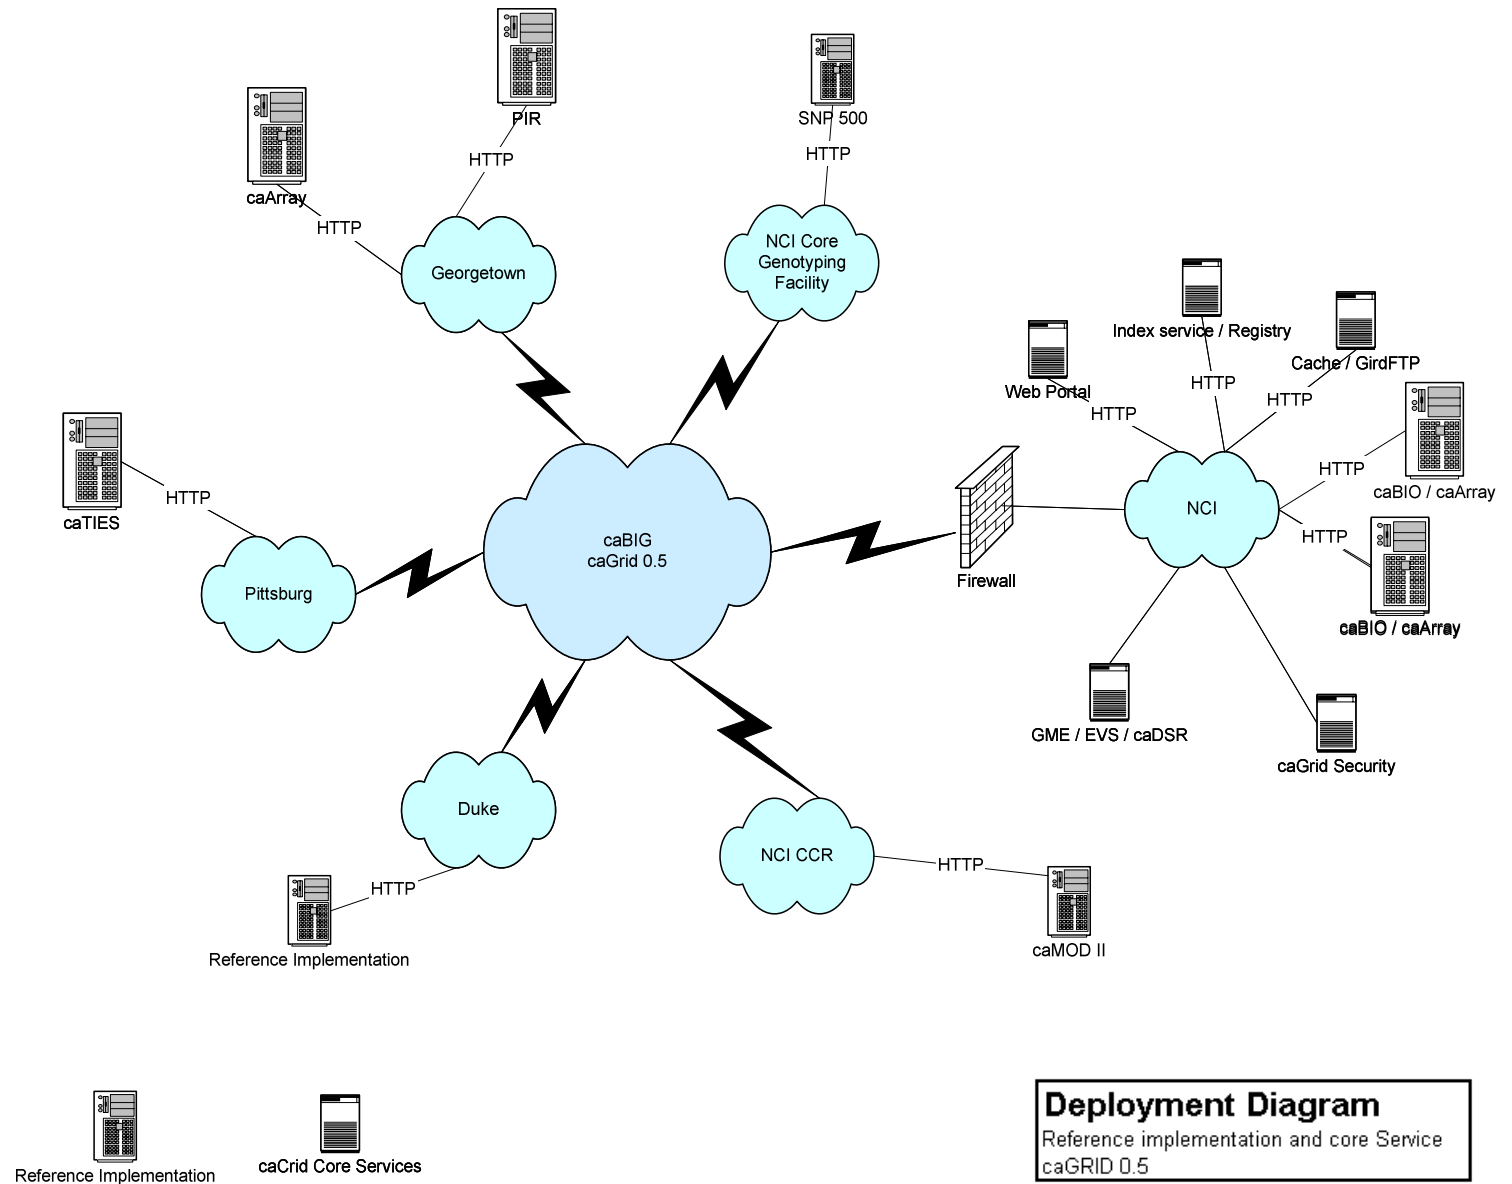 PIR
SNP 500
HTTP
HTTP
caArray
HTTP
Georgetown
NCI Core
Genotyping
Facility
Index service / Registry
Cache / GirdFTP
Web Portal
HTTP
HTTP
HTTP
HTTP
caBIO / caArray
caTIES
HTTP
NCI
HTTP
caBIG
caGrid 0.5
Firewall
Pittsburg
caBIO / caArray
GME / EVS / caDSR
caGrid Security
Duke
NCI CCR
HTTP
HTTP
Reference Implementation
caMOD II
Reference Implementation
caCrid Core Services
Deployment Diagram
Reference implementation and core Service
caGRID 0.5